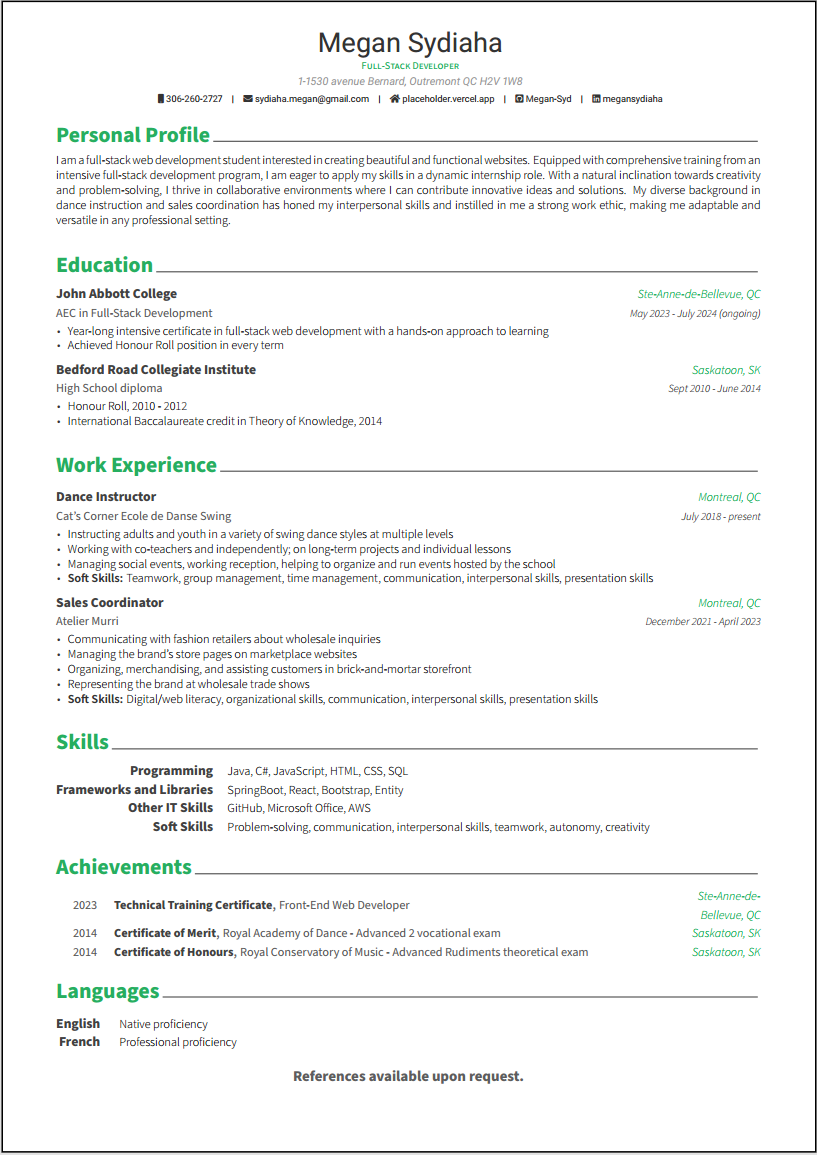 Megan Sydiaha
Full-Stack Developer
1-1530 avenue Bernard, Outremont QC H2V 1W8
306-260-2727 | sydiaha.megan@gmail.com | placeholder.vercel.app | Megan-Syd | megansydiaha
Personal Profile
I am a full-stack web development student interested in creating beautiful and functional websites. Equipped with comprehensive training from an
intensive full-stack development program, I am eager to apply my skills in a dynamic internship role. With a natural inclination towards creativity
and problem-solving, I thrive in collaborative environments where I can contribute innovative ideas and solutions. My diverse background in
dance instruction and sales coordination has honed my interpersonal skills and instilled in me a strong work ethic, making me adaptable and
versatile in any professional setting.
Education
John Abbott College Ste-Anne-de-Bellevue, QC
AEC in Full-Stack Development May 2023 - July 2024 (ongoing)
• Year-long intensive certificate in full-stack web development with a hands-on approach to learning
• Achieved Honour Roll position in every term
Bedford Road Collegiate Institute Saskatoon, SK
High School diploma Sept 2010 - June 2014
• Honour Roll, 2010 - 2012
• International Baccalaureate credit in Theory of Knowledge, 2014
Work Experience
Dance Instructor Montreal, QC
Cat's Corner Ecole de Danse Swing July 2018 - present
• Instructing adults and youth in a variety of swing dance styles at multiple levels
• Working with co-teachers and independently; on long-term projects and individual lessons
• Managing social events, working reception, helping to organize and run events hosted by the school
• Soft Skills: Teamwork, group management, time management, communication, interpersonal skills, presentation skills
Sales Coordinator Montreal, QC
Atelier Murri December 2021 - April 2023
• Communicating with fashion retailers about wholesale inquiries
• Managing the brand's store pages on marketplace websites
• Organizing, merchandising, and assisting customers in brick-and-mortar storefront
• Representing the brand at wholesale trade shows
• Soft Skills: Digital/web literacy, organizational skills, communication, interpersonal skills, presentation skills
Skills
Programming Java, C#, JavaScript, HTML, CSS, SQL
Frameworks and Libraries SpringBoot, React, Bootstrap, Entity
Other IT Skills GitHub, Microsoft Office, AWS
Soft Skills Problem-solving, communication, interpersonal skills, teamwork, autonomy, creativity
Achievements
2023 Technical Training Certificate, Front-End Web Developer Ste-Anne-de-
Bellevue, QC
2014 Certificate of Merit, Royal Academy of Dance - Advanced 2 vocational exam Saskatoon, SK
2014 Certificate of Honours, Royal Conservatory of Music - Advanced Rudiments theoretical exam Saskatoon, SK
Languages
English Native proficiency
French Professional proficiency
References available upon request.